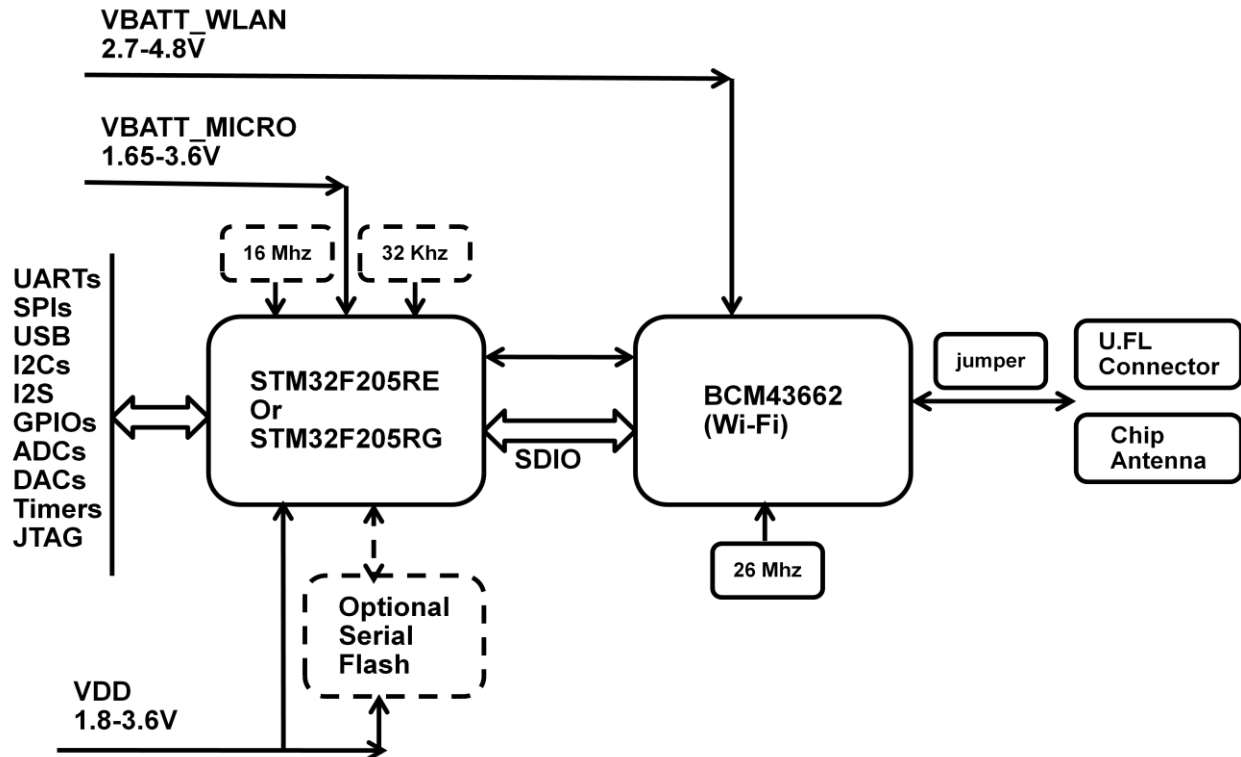 VBATT_WLAN
2.7-4.8V
VBATT_MICRO
1.65-3.6V
16 Mhz
32 Khz
UARTs
SPIs
USB
I2Cs
I2S
GPIOs
ADCs
DACs
Timers
JTAG
STM32F205RE
Or
STM32F205RG
SDIO
BCM43662
(Wi-Fi)
jumper
U.FL
Connector
Chip
Antenna
26 Mhz
Optional
Serial
Flash
VDD
1.8-3.6V